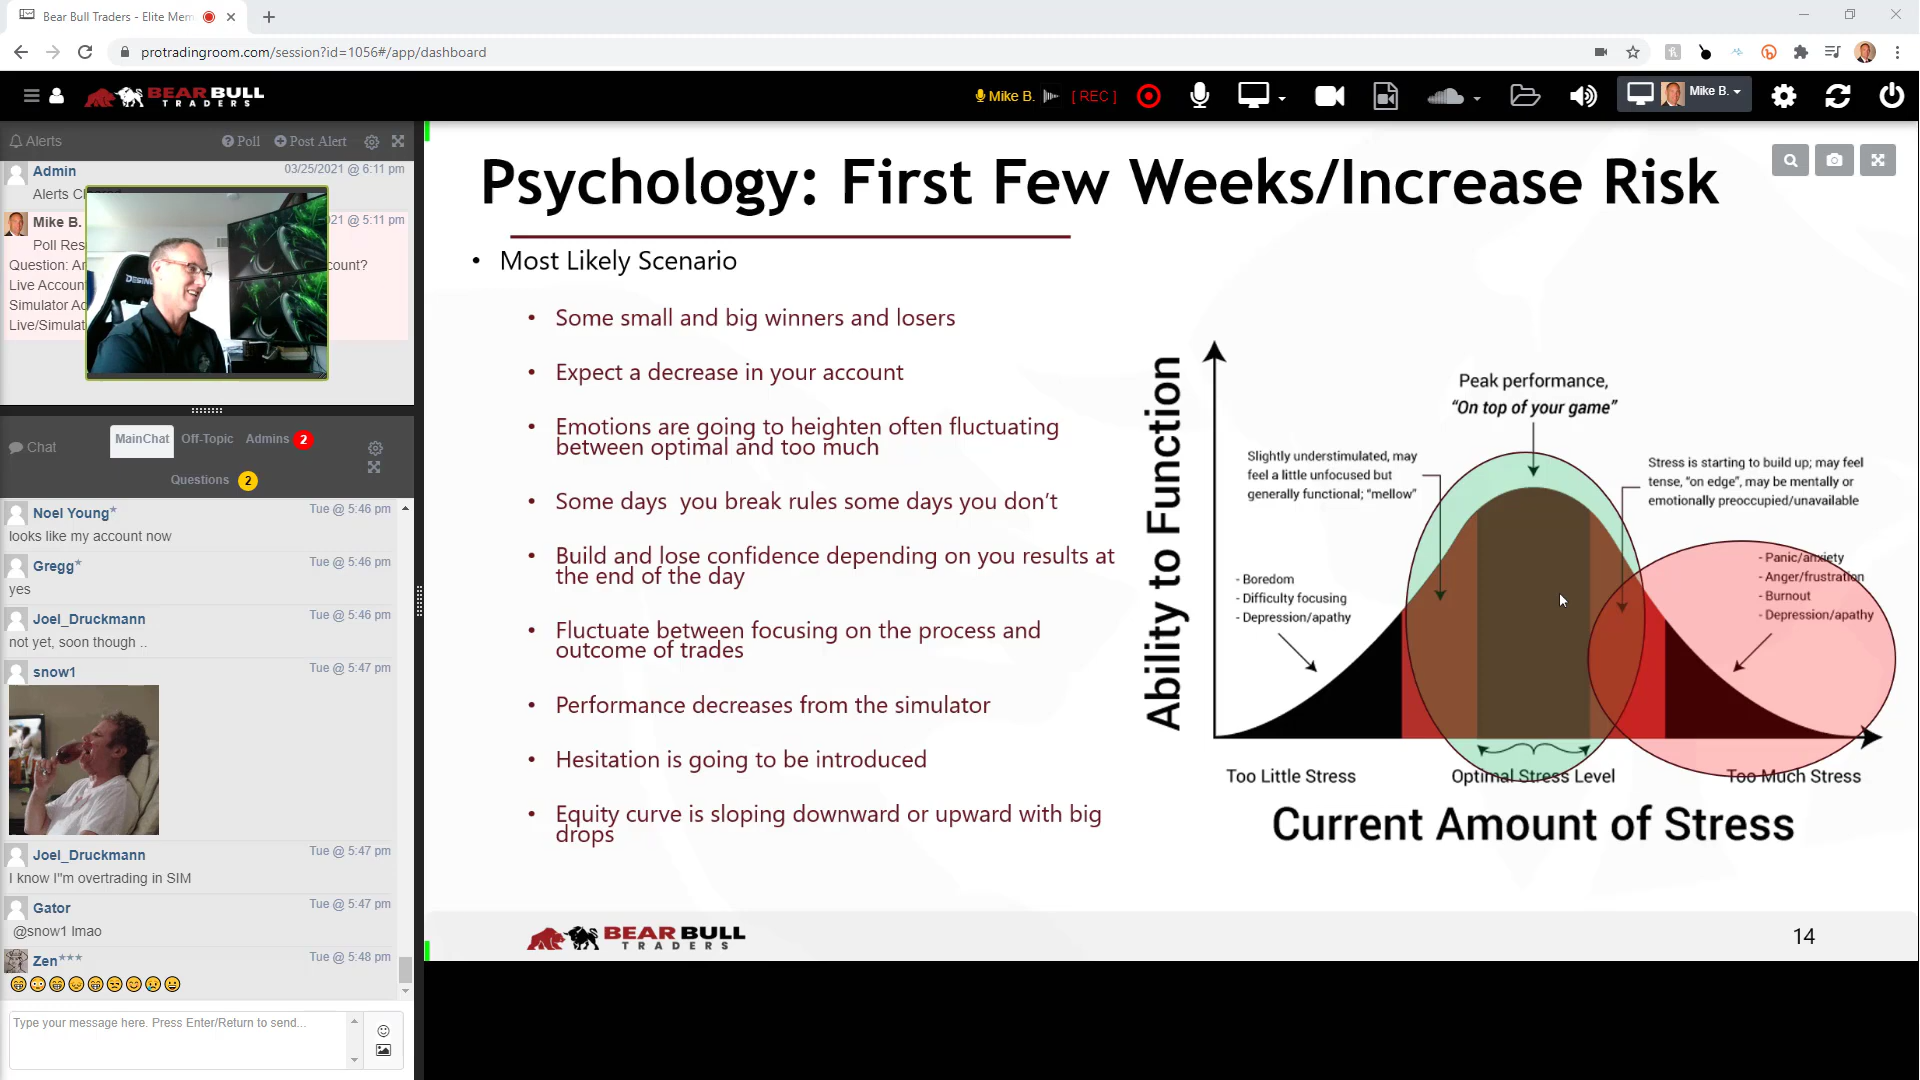 Bear Bull Traders - Elite Mem
protradingroom.com/session?id=1056#/app/dashboard
BEAR BULL
TRADERS
Mike B.
[ REC ]
Mike B.
Alerts
Poll
Post Alert
Admin
03/25/2021 @ 6:11 pm
Alerts
Mike B.
21 @ 5:11 pm
Poll Res
Question: Ar
count?
Live Accoun
Simulator Ac
Live/Simulat
Chat
MainChat
Off-Topic
Admins
2
Questions
2
Noel Young*
Tue @ 5:46 pm
looks like my account now
Gregg*
Tue @ 5:46 pm
yes
Joel_Druckmann
Tue @ 5:46 pm
not yet, soon though ..
snow1
Tue @ 5:47 pm
Joel_Druckmann
Tue @ 5:47 pm
I know I"m overtrading in SIM
Gator
Tue @ 5:47 pm
@snow1 lmao
Zen***
Tue @ 5:48 pm
Type your message here. Press Enter/Return to send...
Psychology: First Few Weeks/Increase Risk
• Most Likely Scenario
• Some small and big winners and losers
• Expect a decrease in your account
• Emotions are going to heighten often fluctuating
between optimal and too much
• Some days  you break rules some days you don’t
• Build and lose confidence depending on you results at
the end of the day
• Fluctuate between focusing on the process and
outcome of trades
• Performance decreases from the simulator
• Hesitation is going to be introduced
• Equity curve is sloping downward or upward with big
drops
Ability to Function
Peak performance,
“On top of your game”
Slightly understimulated, may
feel a little unfocused but
generally functional; “mellow”
Stress is starting to build up; may feel
tense, “on edge”, may be mentally or
emotionally preoccupied/unavailable
- Boredom
- Difficulty focusing
- Depression/apathy
- Panic/anxiety
- Anger/frustration
- Burnout
- Depression/apathy
Too Little Stress
Optimal Stress Level
Too Much Stress
Current Amount of Stress
BEAR BULL
TRADERS
14